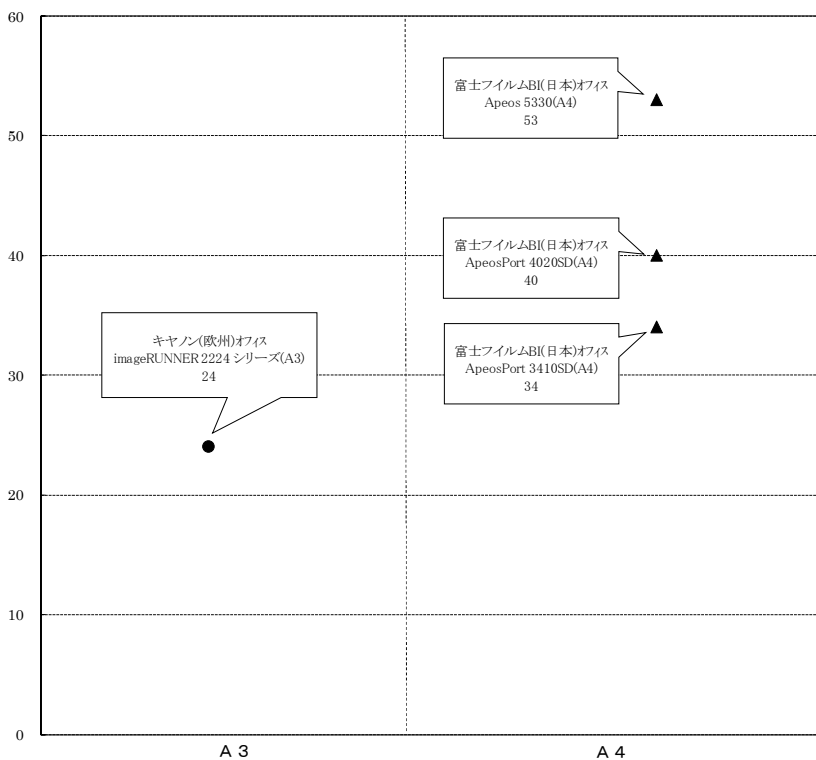 60
50
40
30
20
10
0
富士フイルムBI(日本)オフィス
Apeos 5330(A4)
53
富士フイルムBI(日本)オフィス
ApeosPort 4020SD(A4)
40
キヤノン(欧州)オフィス
imageRUNNER 2224 シリーズ(A3)
24
富士フイルムBI(日本)オフィス
ApeosPort 3410SD(A4)
34
A 3
A 4